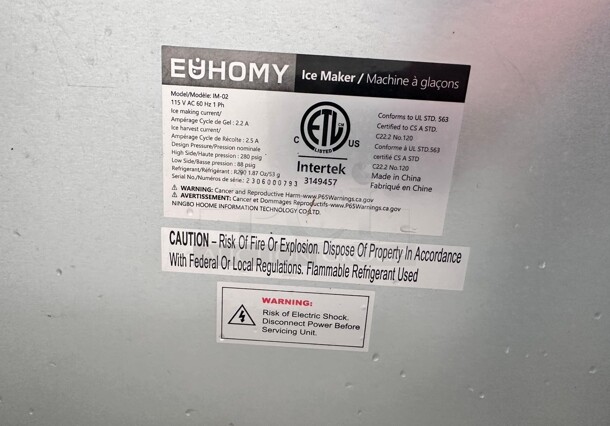 EUHOMY Ice Maker / Machine à glaçons
Model/Modèle: IM-02
115 V AC 60 Hz 1 Ph
Ice making current/
Ampérage Cycle de Gel : 2.2 A
Ice harvest current/
Ampérage Cycle de Récolte : 2.5 A
Design Pressure/Pression nominale
High Side/Haute pression : 280 psig
Low Side/Basse pression : 88 psig
Refrigerant/Réfrigérant : R290 1.87 Oz/53 g
Serial No./Numéros de série: 2306000793
ETL CM
LISTED
C US
Intertek
3149457
Conforms to UL STD. 563
Certified to CSA STD.
C22.2 No.120
Conforme à UL STD.563
certifié CSA STD
C22.2 No.120
Made in China
Fabriqué en Chine
WARNING: Cancer and Reproductive Harm-www.P65Warnings.ca.gov
AVERTISSEMENT: Cancer et Dommages Reproductifs-www.P65Warnings.ca.gov
NINGBO HOOME INFORMATION TECHNOLOGY CO.,LTD
CAUTION – Risk Of Fire Or Explosion. Dispose Of Property In Accordance
With Federal Or Local Regulations. Flammable Refrigerant Used
WARNING:
Risk of Electric Shock.
Disconnect Power Before
Servicing Unit.